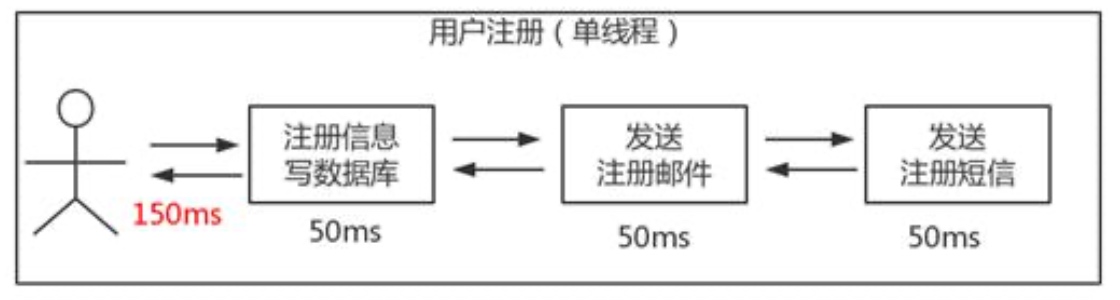 用户注册（单线程）
注册信息
写数据库
发送
注册邮件
发送
注册短信
150ms
50ms
50ms
50ms